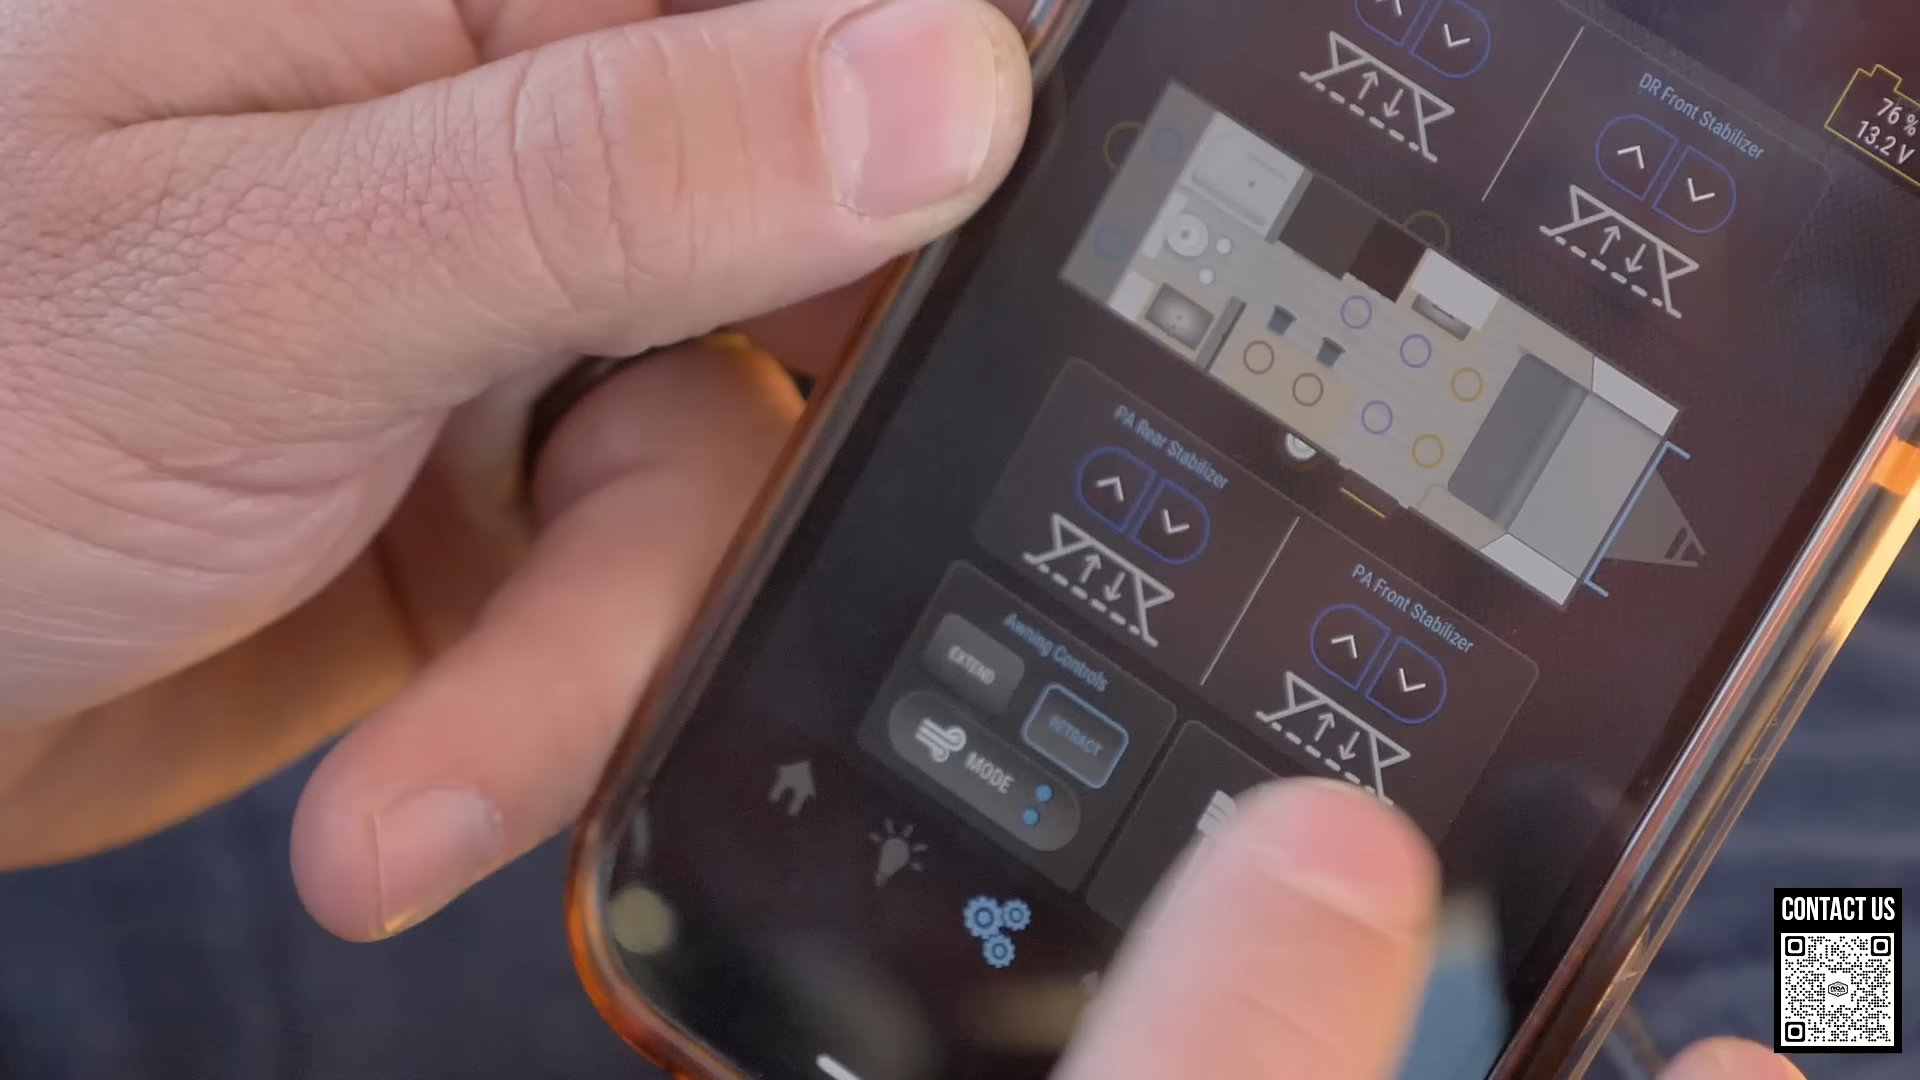 DR Front Stabilizer
76 %
13.2 V
PA Rear Stabilizer
PA Front Stabilizer
Awning Controls
EXTEND
RETRACT
MODE
CONTACT US